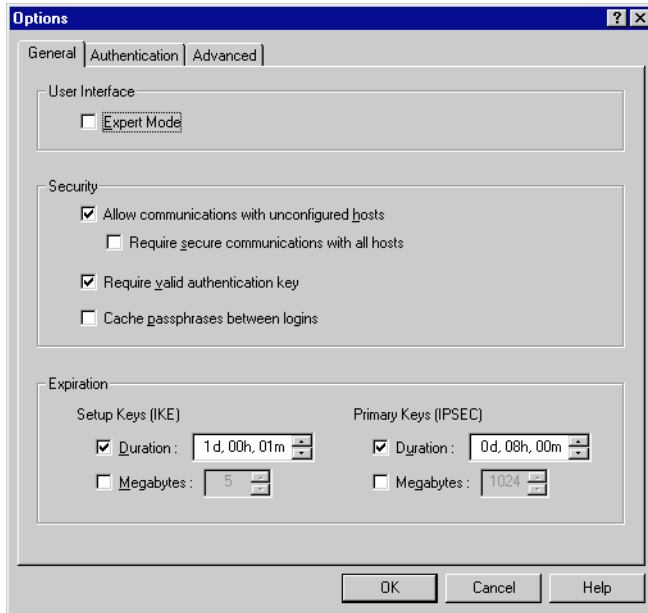 Options
General Authentication Advanced
User Interface
Expert Mode
Security
Allow communications with unconfigured hosts
Require secure communications with all hosts
Require valid authentication key
Cache passphrases between logins
Expiration
Setup Keys (IKE) Primary Keys (IPSEC)
Duration : 1d, 00h, 01m Duration : 0d, 08h, 00m
Megabytes : 5 Megabytes : 1024
OK Cancel Help